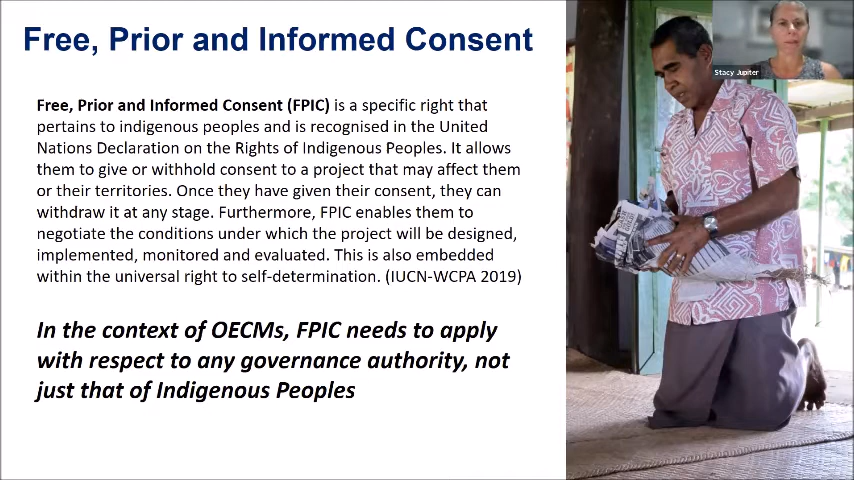 Free, Prior and Informed Consent
Stacy Jupiter
Free, Prior and Informed Consent (FPIC) is a specific right that
pertains to indigenous peoples and is recognised in the United
Nations Declaration on the Rights of Indigenous Peoples. It allows
them to give or withhold consent to a project that may affect them
or their territories. Once they have given their consent, they can
withdraw it at any stage. Furthermore, FPIC enables them to
negotiate the conditions under which the project will be designed,
implemented, monitored and evaluated. This is also embedded
within the universal right to self-determination. (IUCN-WCPA 2019)
In the context of OECMs, FPIC needs to apply
with respect to any governance authority, not
just that of Indigenous Peoples